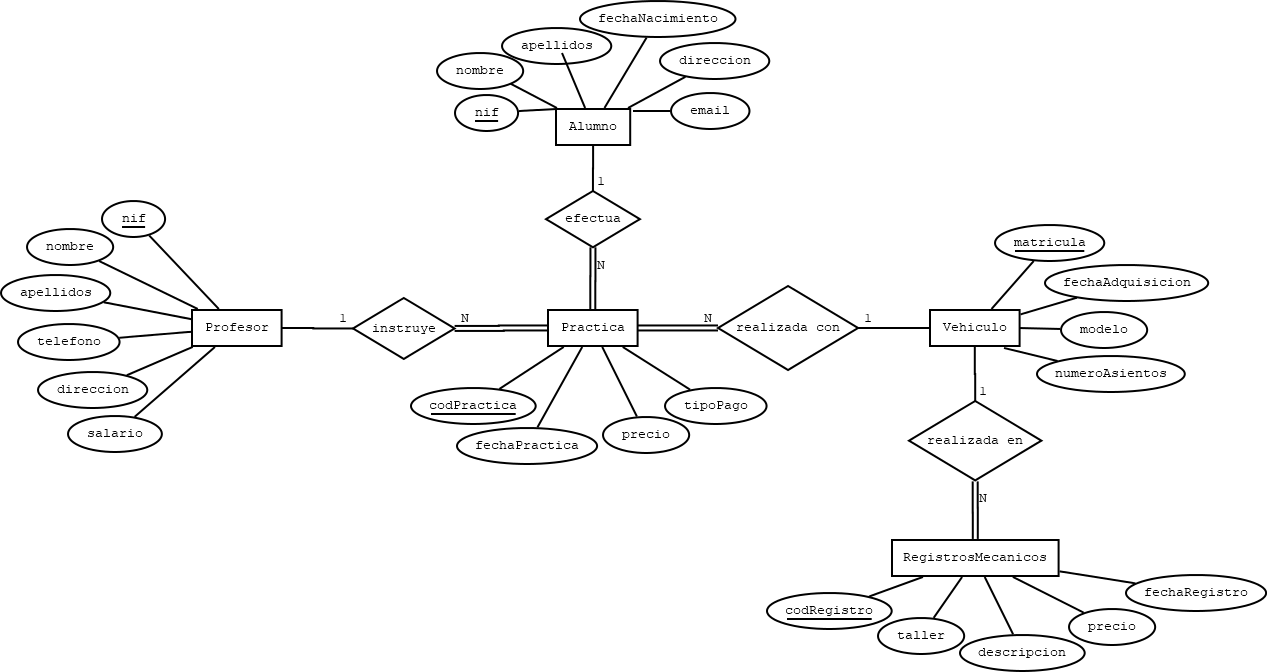 fechaNacimiento
apellidos
direccion
nombre
nif
email
Alumno
1
efectua
N
nif
nombre
apellidos
telefono
direccion
salario
Profesor
1
instruye
N
Practica
N
realizada con
1
Vehiculo
matricula
fechaAdquisicion
modelo
numeroAsientos
codPractica
fechaPractica
precio
tipoPago
1
realizada en
N
RegistrosMecanicos
codRegistro
taller
descripcion
precio
fechaRegistro